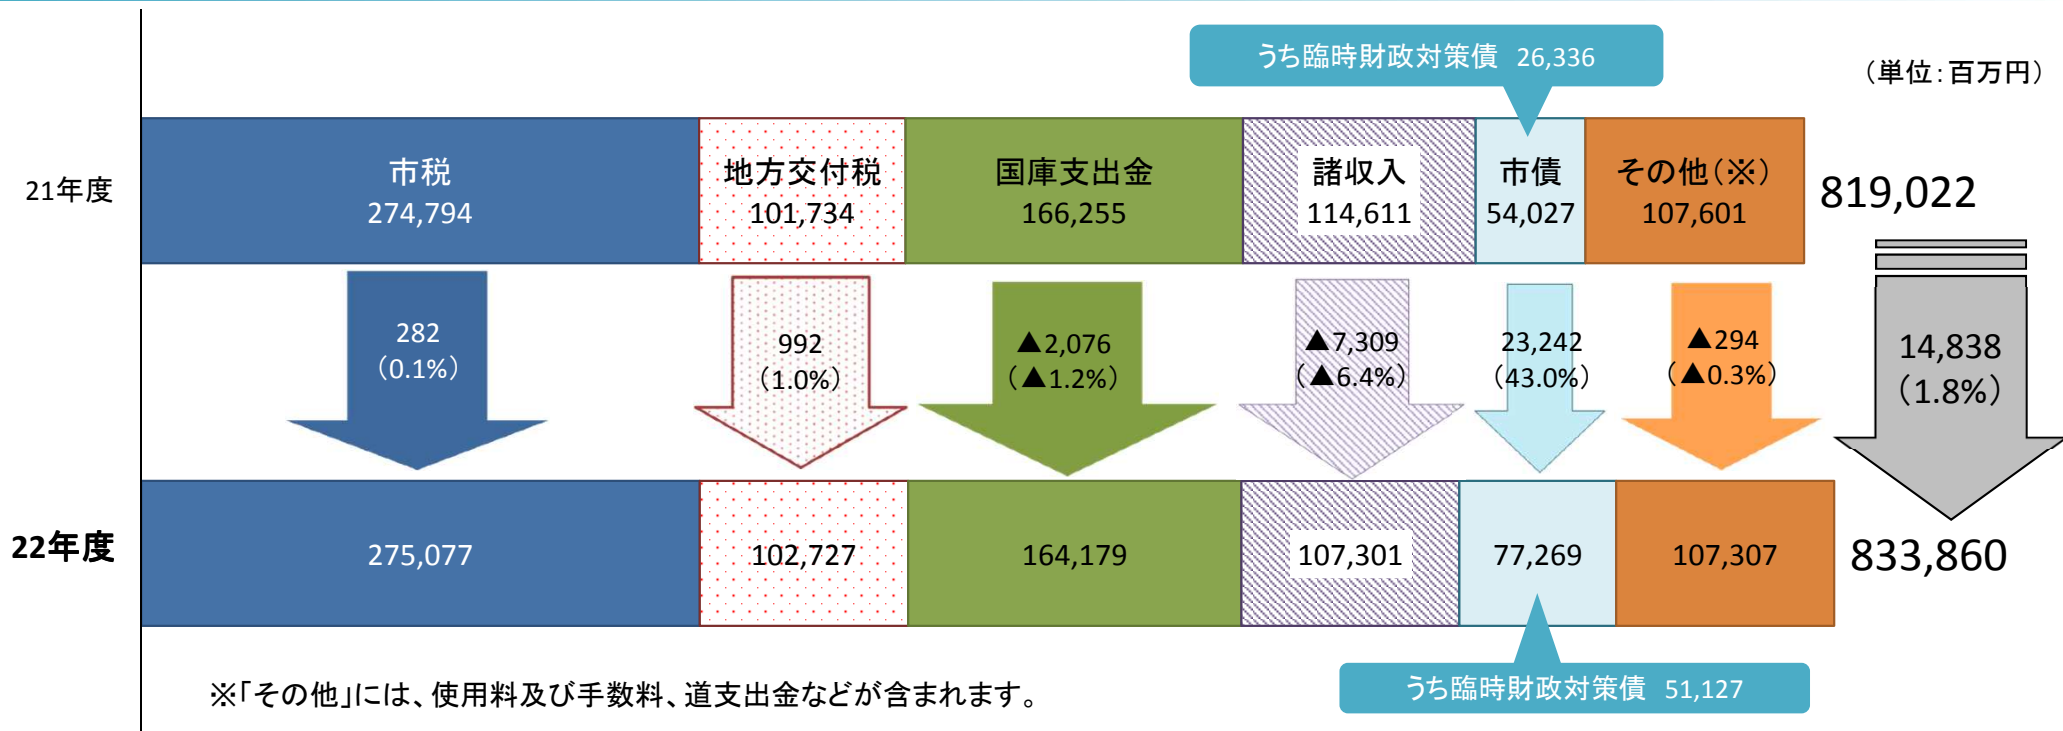 うち臨時財政対策債 26,336
（単位：百万円）
21年度
市税
274,794
地方交付税
101,734
国庫支出金
166,255
諸収入
114,611
市債
54,027
その他（※）
107,601
819,022
282
（0.1%）
992
（1.0%）
▲2,076
（▲1.2%）
▲7,309
（▲6.4%）
23,242
（43.0%）
▲294
（▲0.3%）
14,838
（1.8%）
22年度
275,077
102,727
164,179
107,301
77,269
107,307
833,860
うち臨時財政対策債 51,127
※「その他」には、使用料及び手数料、道支出金などが含まれます。